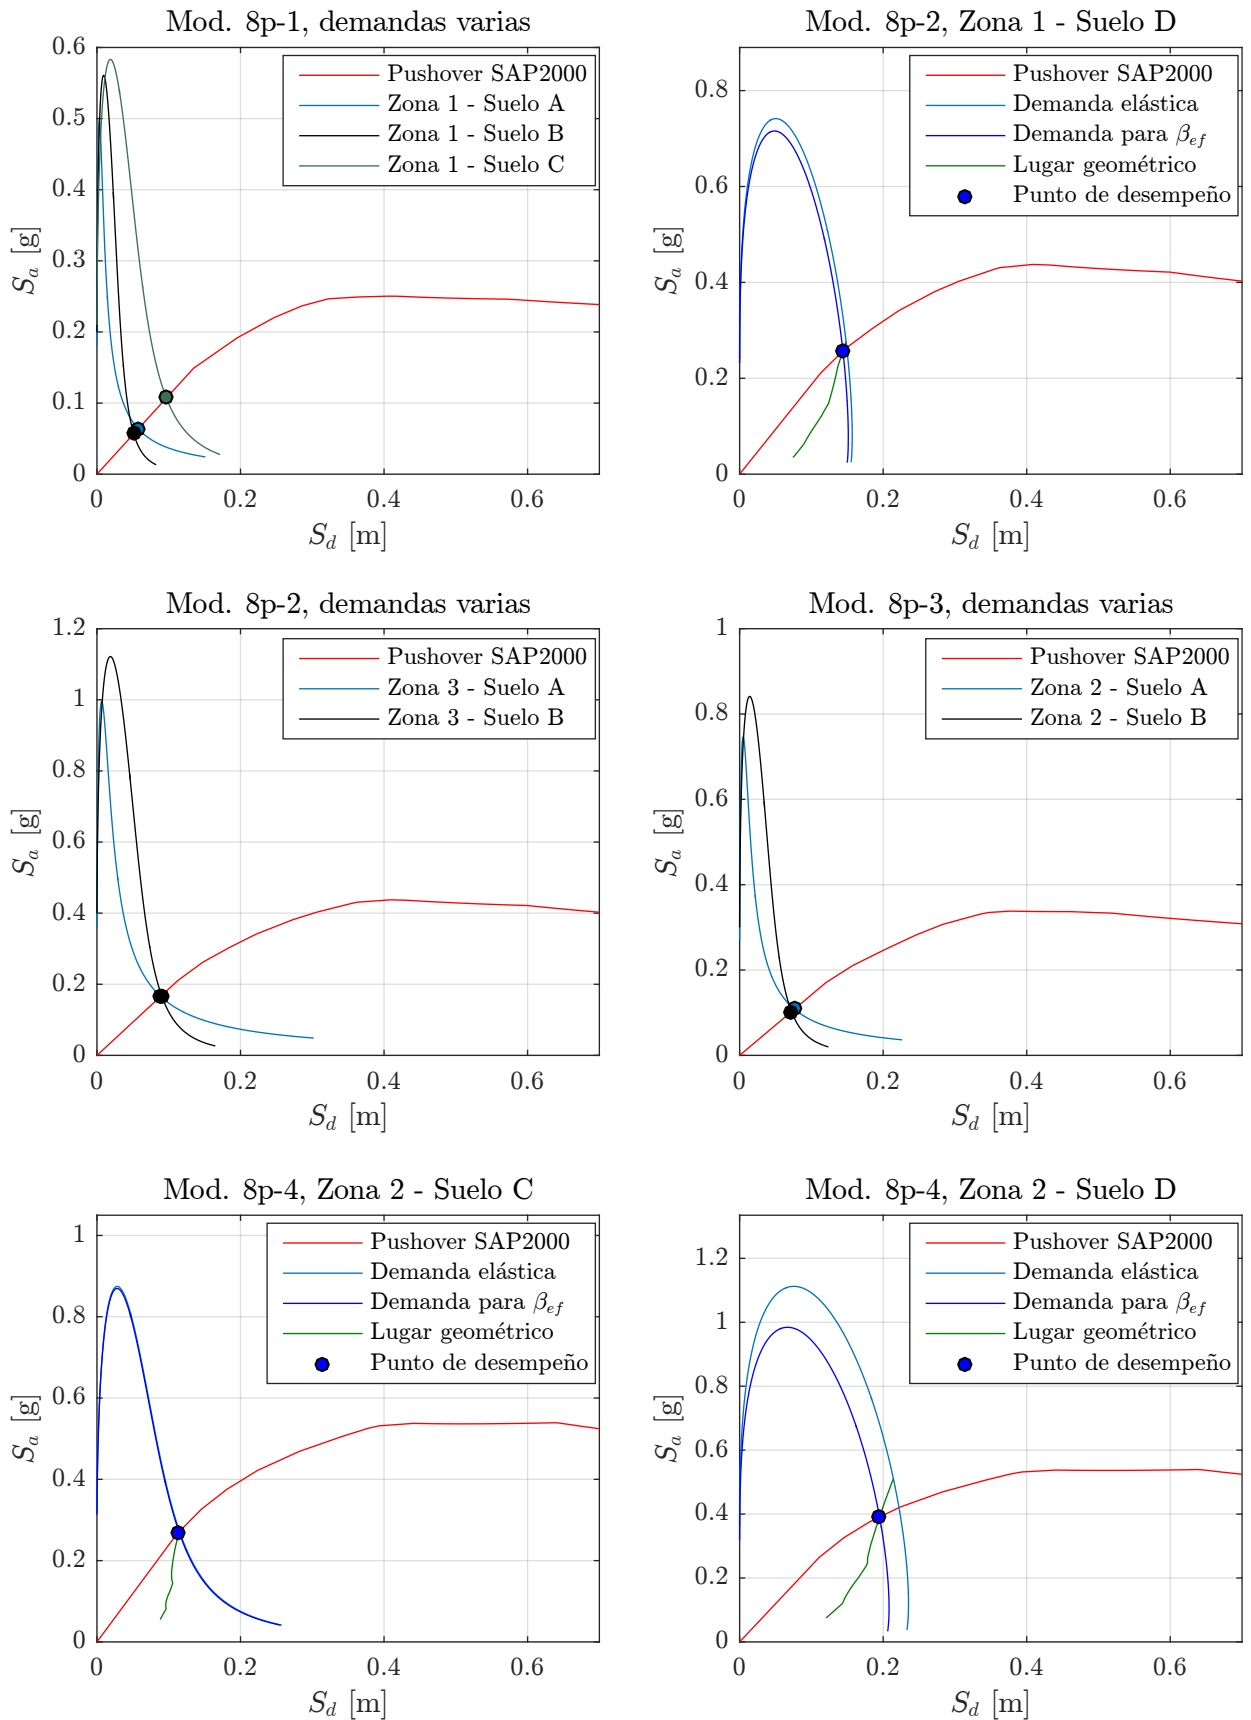 Mod. 8p-1, demandas varias
0.6
0.5
0.4
0.3
0.2
0.1
0
S_a [g]
0 0.2 0.4 0.6
S_d [m]
Pushover SAP2000
Zona 1 - Suelo A
Zona 1 - Suelo B
Zona 1 - Suelo C
Mod. 8p-2, Zona 1 - Suelo D
0.8
0.6
0.4
0.2
0
S_a [g]
0 0.2 0.4 0.6
S_d [m]
Pushover SAP2000
Demanda elástica
Demanda para β_ef
Lugar geométrico
Punto de desempeño
Mod. 8p-2, demandas varias
1.2
1
0.8
0.6
0.4
0.2
0
S_a [g]
0 0.2 0.4 0.6
S_d [m]
Pushover SAP2000
Zona 3 - Suelo A
Zona 3 - Suelo B
Mod. 8p-3, demandas varias
1
0.8
0.6
0.4
0.2
0
S_a [g]
0 0.2 0.4 0.6
S_d [m]
Pushover SAP2000
Zona 2 - Suelo A
Zona 2 - Suelo B
Mod. 8p-4, Zona 2 - Suelo C
1
0.8
0.6
0.4
0.2
0
S_a [g]
0 0.2 0.4 0.6
S_d [m]
Pushover SAP2000
Demanda elástica
Demanda para β_ef
Lugar geométrico
Punto de desempeño
Mod. 8p-4, Zona 2 - Suelo D
1.2
1
0.8
0.6
0.4
0.2
0
S_a [g]
0 0.2 0.4 0.6
S_d [m]
Pushover SAP2000
Demanda elástica
Demanda para β_ef
Lugar geométrico
Punto de desempeño